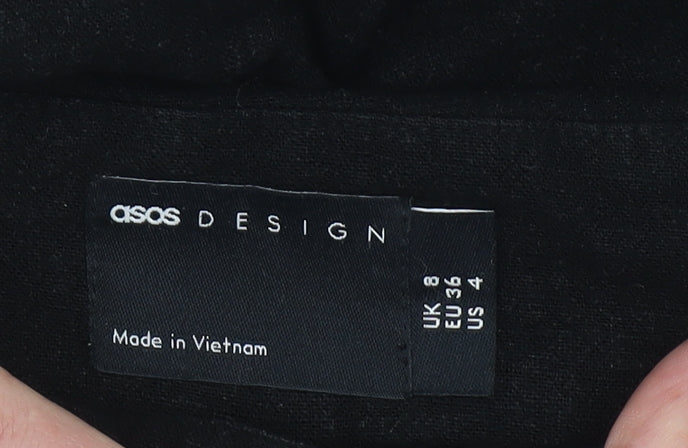 asos DESIGN
Made in Vietnam
UK 8
EU 36
US 4